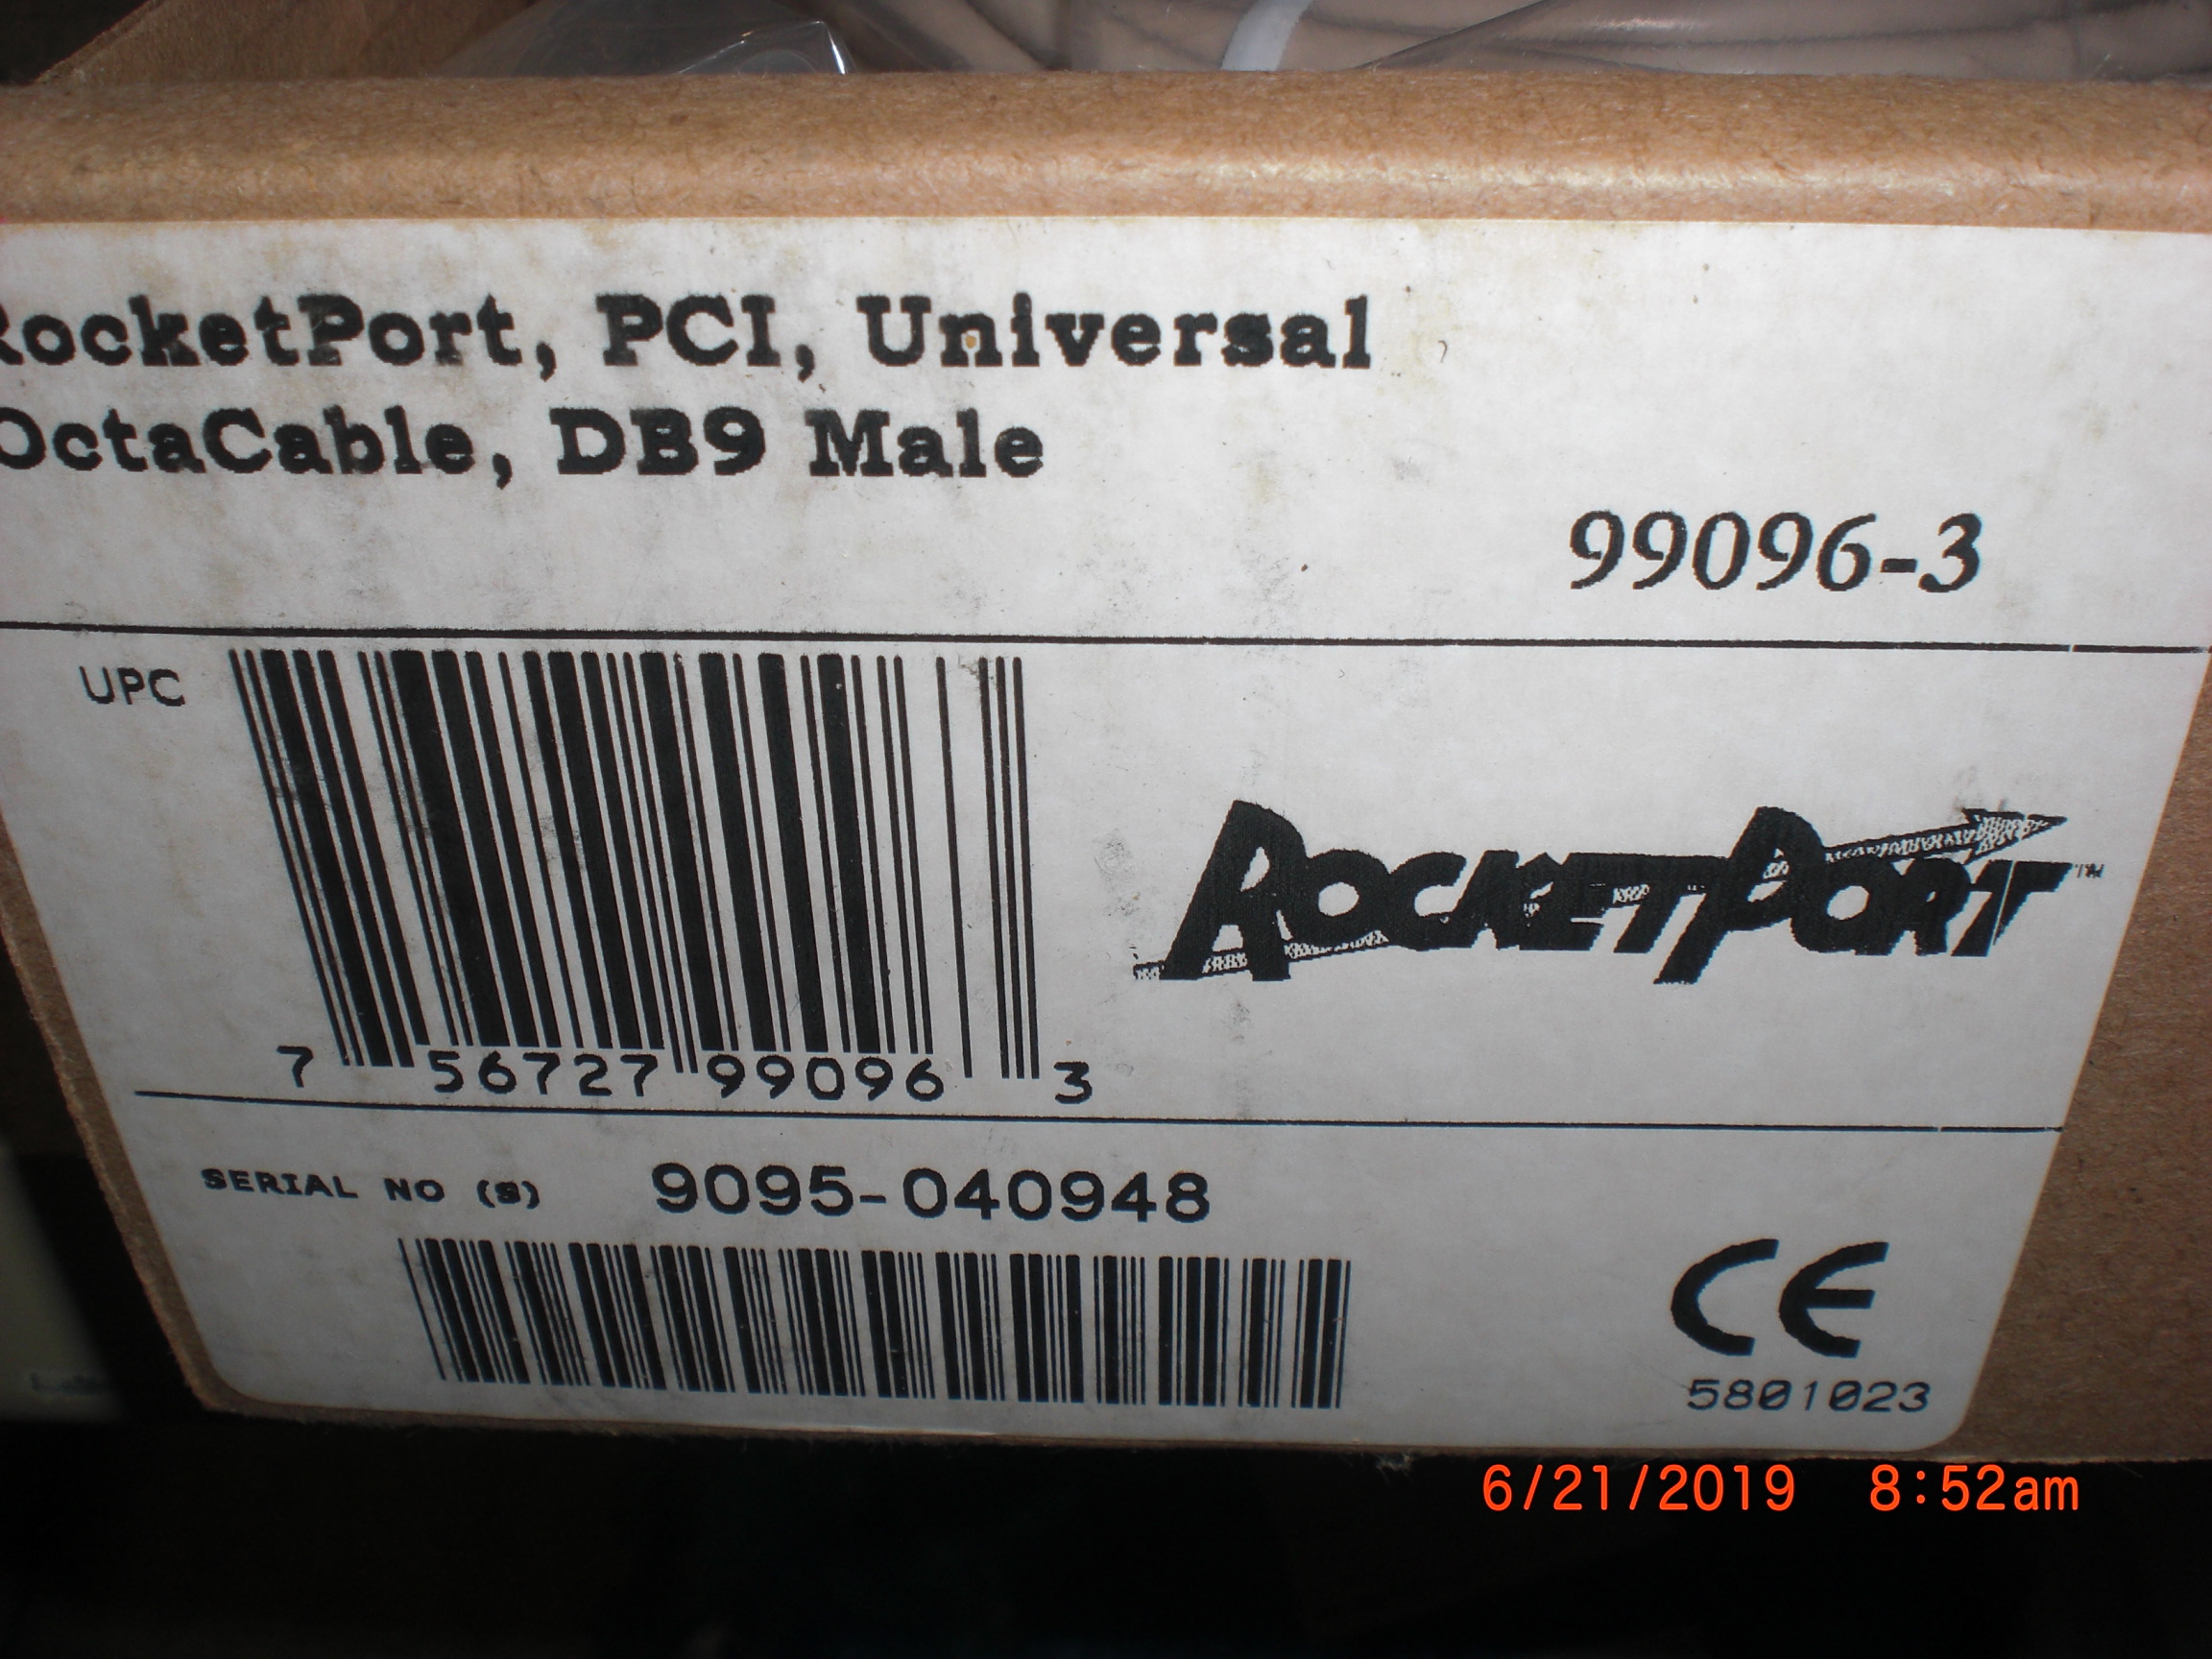 RocketPort, PCI, Universal
OctaCable, DB9 Male
99096-3
UPC
7 56727 99096 3
ROCKETPORT™
SERIAL NO (S) 9095-040948
CE
5801023
6/21/2019 8:52am